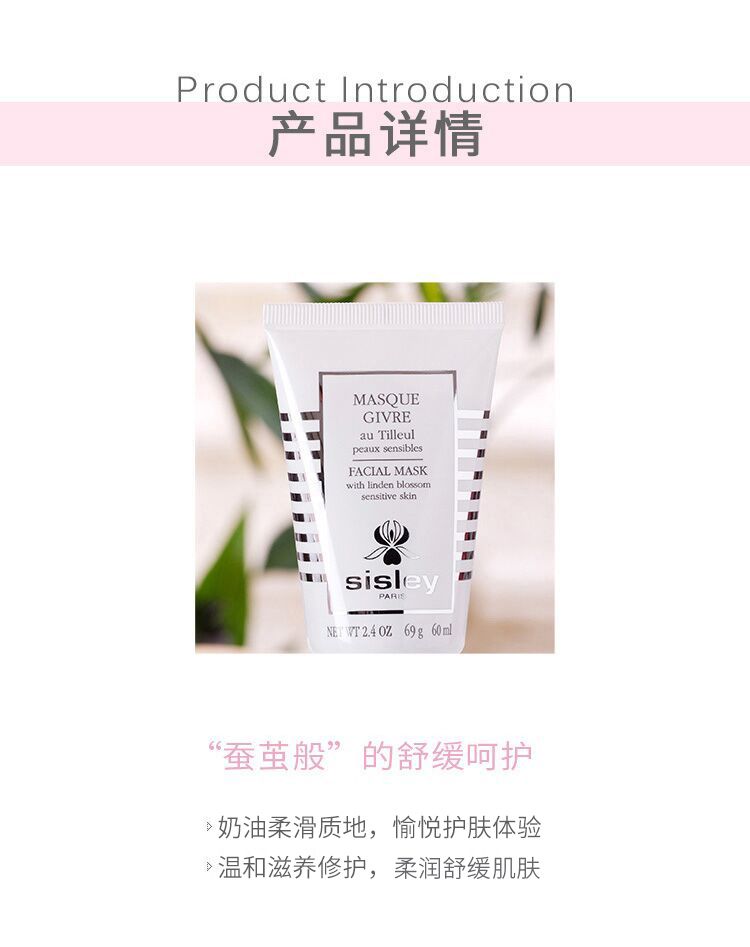 Product Introduction
产品详情
MASQUE
GIVRE
au Tilleul
peaux sensibles
FACIAL MASK
with linden blossom
sensitive skin
sisley
PARIS
NET WT 2.4 OZ 69 g 60 ml
“蚕茧般”的舒缓呵护
奶油柔滑质地，愉悦护肤体验
温和滋养修护，柔润舒缓肌肤